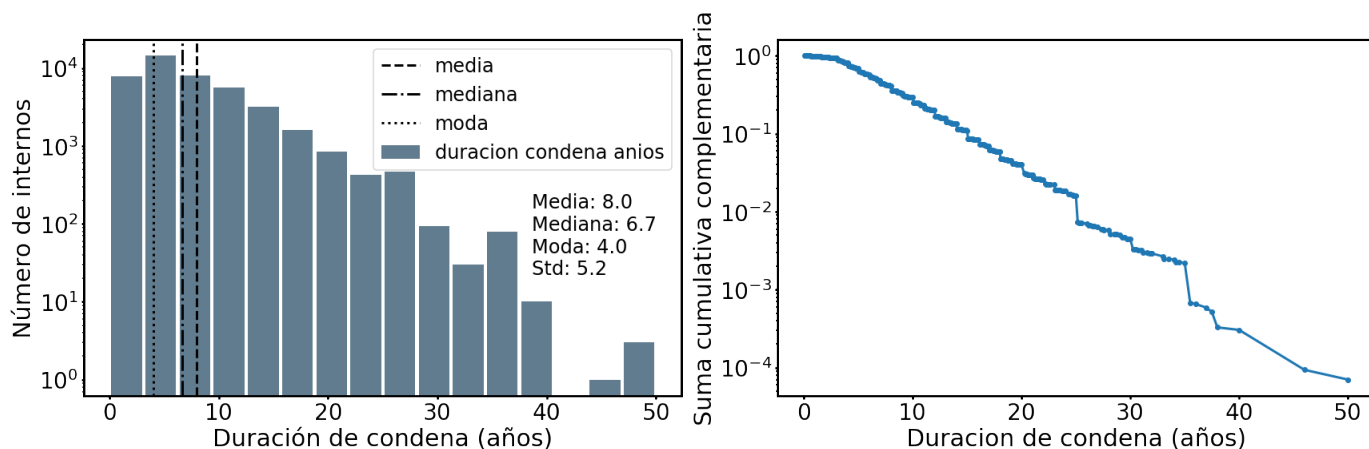 Número de internos
10^4
10^3
10^2
10^1
10^0
media
mediana
moda
duracion condena anios
Media: 8.0
Mediana: 6.7
Moda: 4.0
Std: 5.2
0 10 20 30 40 50
Duración de condena (años)
Suma cumulativa complementaria
10^0
10^−1
10^−2
10^−3
10^−4
0 10 20 30 40 50
Duracion de condena (años)